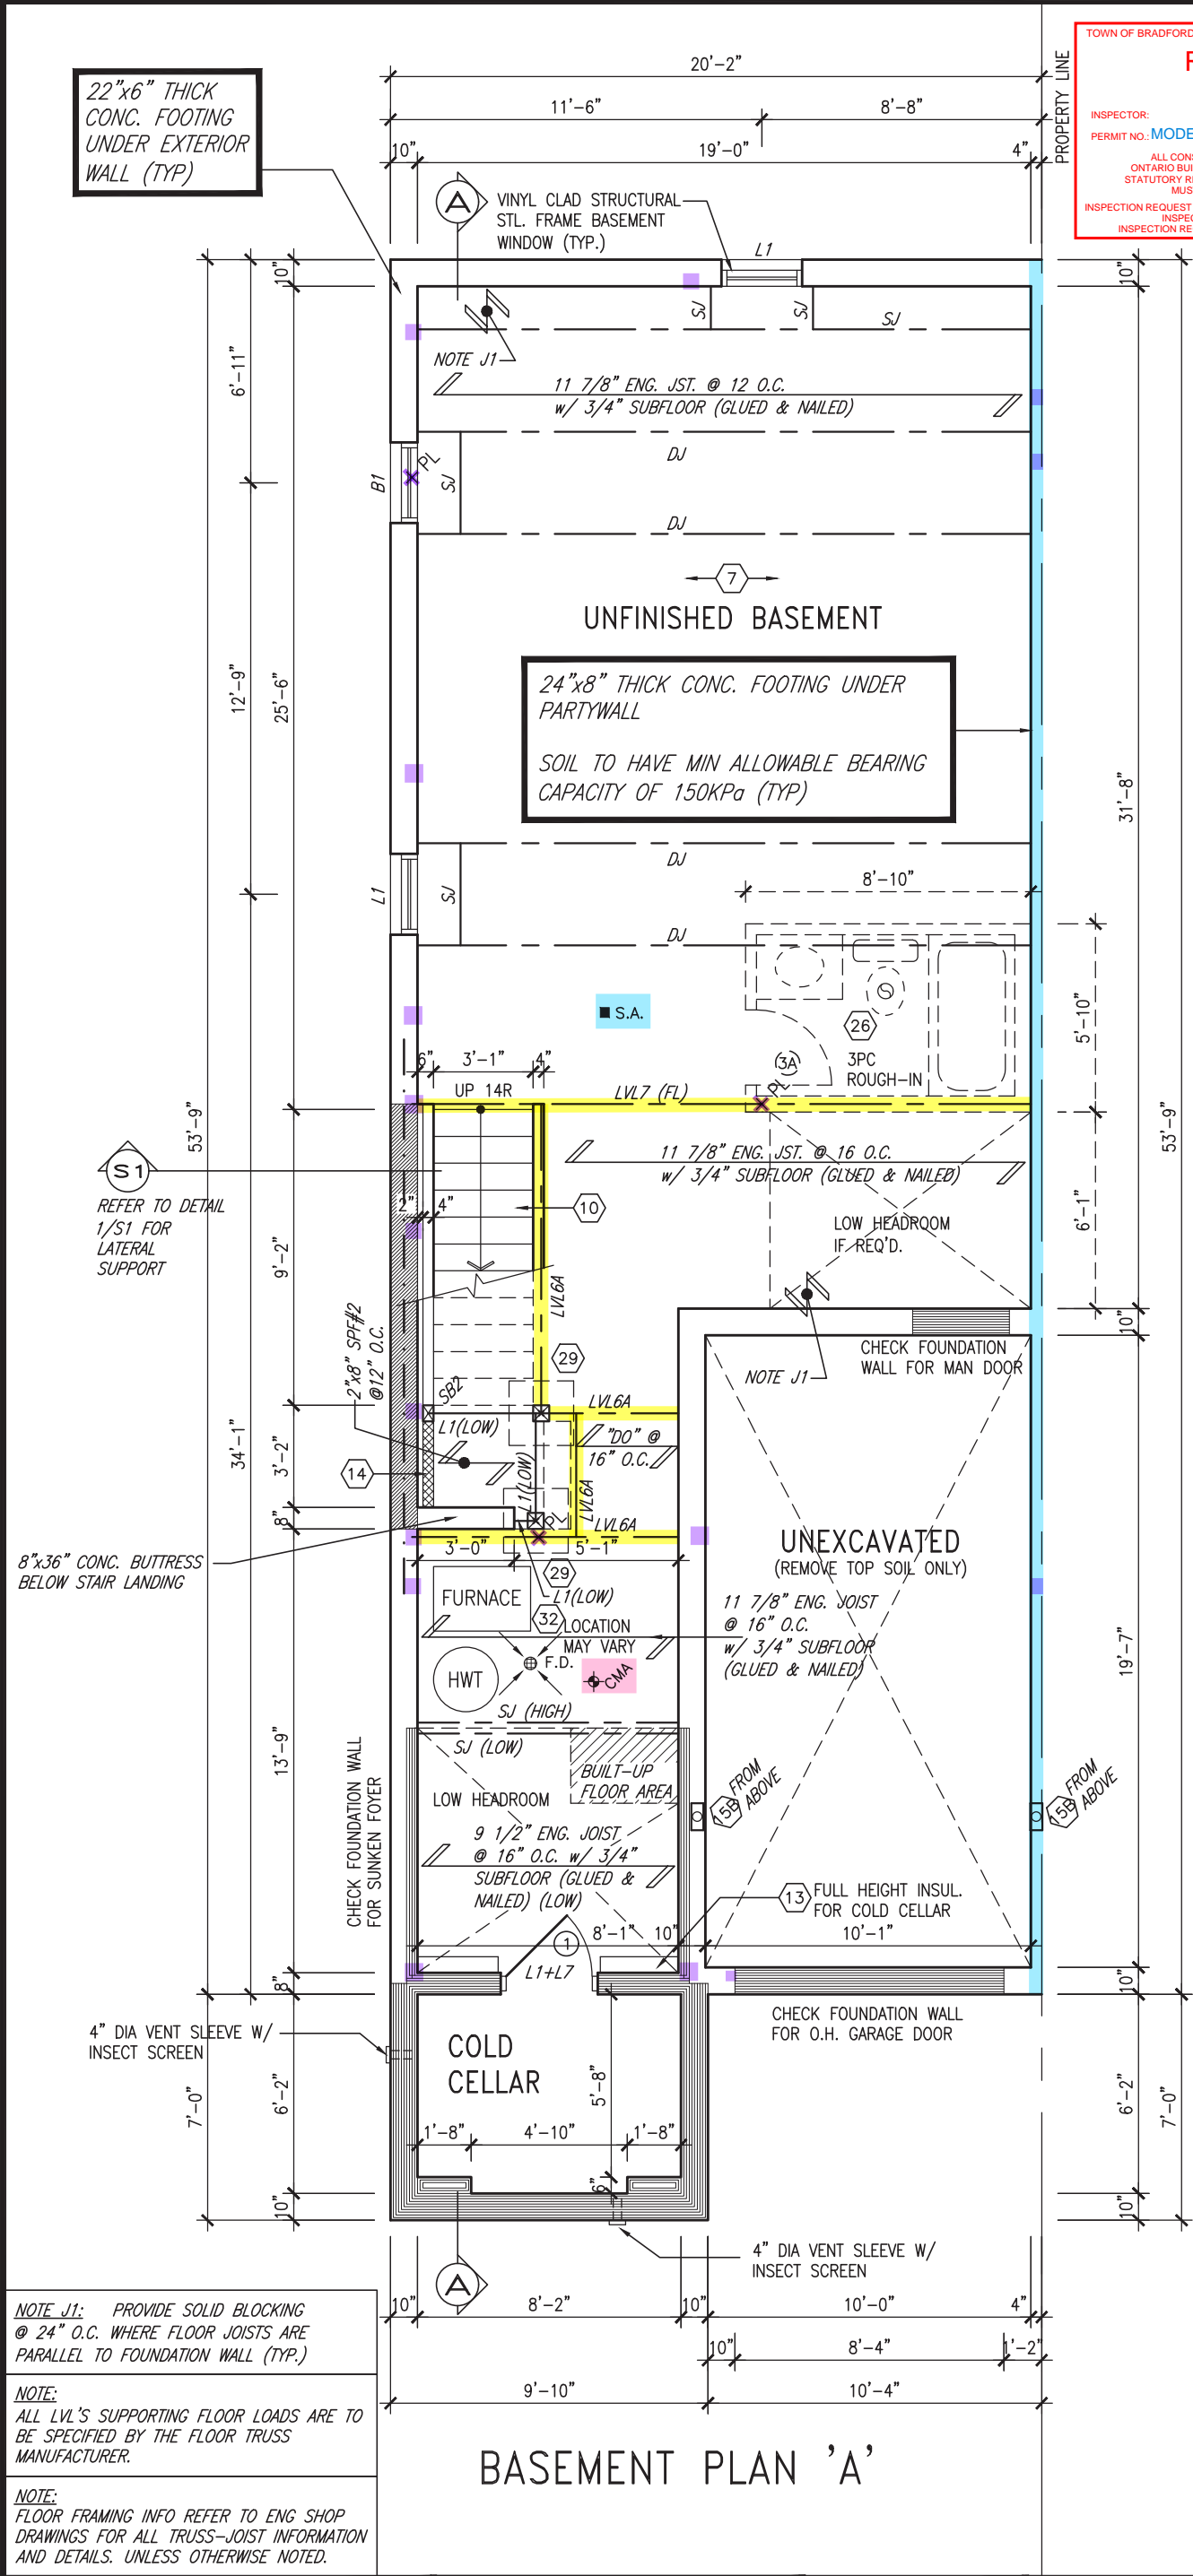 22"x6" THICK
CONC. FOOTING
UNDER EXTERIOR
WALL (TYP)
20'-2"
11'-6"
8'-8"
10"
19'-0"
4"
PROPERTY LINE
TOWN OF BRADFORD
INSPECTOR:
PERMIT NO.: MODE
ALL CONS
ONTARIO BUI
STATUTORY R
MUS
INSPECTION REQUEST
INSPEC
INSPECTION RE
A
VINYL CLAD STRUCTURAL
STL. FRAME BASEMENT
WINDOW (TYP.)
L1
10"
10"
SJ
SJ
SJ
NOTE J1
6'-11"
11 7/8" ENG. JST. @ 12 O.C.
w/ 3/4" SUBFLOOR (GLUED & NAILED)
B1
PL
SJ
DJ
DJ
7
UNFINISHED BASEMENT
24"x8" THICK CONC. FOOTING UNDER
PARTYWALL
SOIL TO HAVE MIN ALLOWABLE BEARING
CAPACITY OF 150KPa (TYP)
12'-9"
25'-6"
31'-8"
L1
SJ
DJ
DJ
8'-10"
S.A.
26
3A
3PC
ROUGH-IN
5'-10"
6"
3'-1"
4"
UP 14R
LVL7 (FL)
PL
53'-9"
53'-9"
S1
REFER TO DETAIL
1/S1 FOR
LATERAL
SUPPORT
2"
4"
10
11 7/8" ENG. JST. @ 16 O.C.
w/ 3/4" SUBFLOOR (GLUED & NAILED)
LOW HEADROOM
IF REQ'D.
6'-1"
9'-2"
LVL6A
2"x8" SPF#2
@12" O.C.
10"
CHECK FOUNDATION
WALL FOR MAN DOOR
NOTE J1
29
SB2
LVL6A
L1(LOW)
"DO" @
16" O.C.
34'-1"
3'-2"
14
L1(LOW)
LVL6A
8"
PL
LVL6A
8"x36" CONC. BUTTRESS
BELOW STAIR LANDING
3'-0"
5'-1"
29
UNEXCAVATED
(REMOVE TOP SOIL ONLY)
FURNACE
L1(LOW)
32
LOCATION
MAY VARY
11 7/8" ENG. JOIST
@ 16" O.C.
w/ 3/4" SUBFLOOR
(GLUED & NAILED)
HWT
F.D.
CMA
19'-7"
SJ (HIGH)
SJ (LOW)
13'-9"
BUILT-UP
FLOOR AREA
15B
FROM
ABOVE
15B
FROM
ABOVE
CHECK FOUNDATION WALL
FOR SUNKEN FOYER
LOW HEADROOM
9 1/2" ENG. JOIST
@ 16" O.C. w/ 3/4"
SUBFLOOR (GLUED &
NAILED) (LOW)
13
FULL HEIGHT INSUL.
FOR COLD CELLAR
8'-1"
10"
10'-1"
1
L1+L7
8"
10"
CHECK FOUNDATION WALL
FOR O.H. GARAGE DOOR
4" DIA VENT SLEEVE W/
INSECT SCREEN
COLD
CELLAR
5'-8"
7'-0"
6'-2"
6'-2"
7'-0"
1'-8"
4'-10"
1'-8"
6"
10"
10"
4" DIA VENT SLEEVE W/
INSECT SCREEN
A
10"
8'-2"
10"
10'-0"
4"
10"
8'-4"
1'-2"
9'-10"
10'-4"
NOTE J1: PROVIDE SOLID BLOCKING
@ 24" O.C. WHERE FLOOR JOISTS ARE
PARALLEL TO FOUNDATION WALL (TYP.)
NOTE:
ALL LVL'S SUPPORTING FLOOR LOADS ARE TO
BE SPECIFIED BY THE FLOOR TRUSS
MANUFACTURER.
NOTE:
FLOOR FRAMING INFO REFER TO ENG SHOP
DRAWINGS FOR ALL TRUSS-JOIST INFORMATION
AND DETAILS. UNLESS OTHERWISE NOTED.
BASEMENT PLAN 'A'